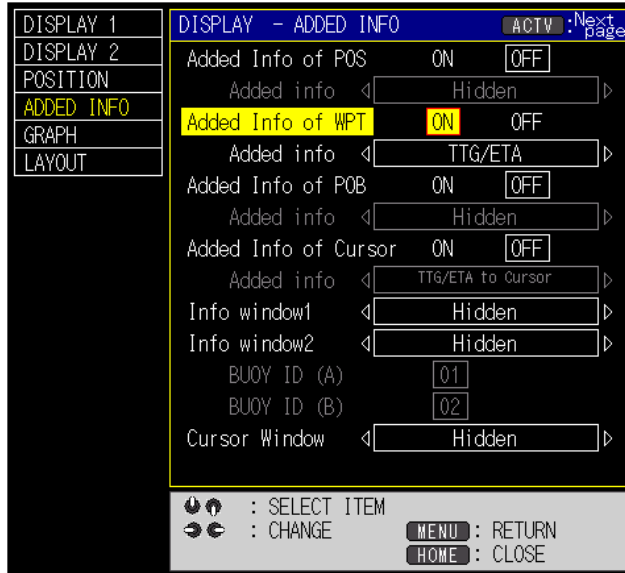 DISPLAY 1
DISPLAY 2
POSITION
ADDED INFO
GRAPH
LAYOUT
DISPLAY - ADDED INFO ACTV :Next page
Added Info of POS ON OFF
Added info Hidden
Added Info of WPT ON OFF
Added info TTG/ETA
Added Info of POB ON OFF
Added info Hidden
Added Info of Cursor ON OFF
Added info TTG/ETA to Cursor
Info window1 Hidden
Info window2 Hidden
BUOY ID (A) 01
BUOY ID (B) 02
Cursor Window Hidden
: SELECT ITEM
: CHANGE MENU : RETURN
HOME : CLOSE